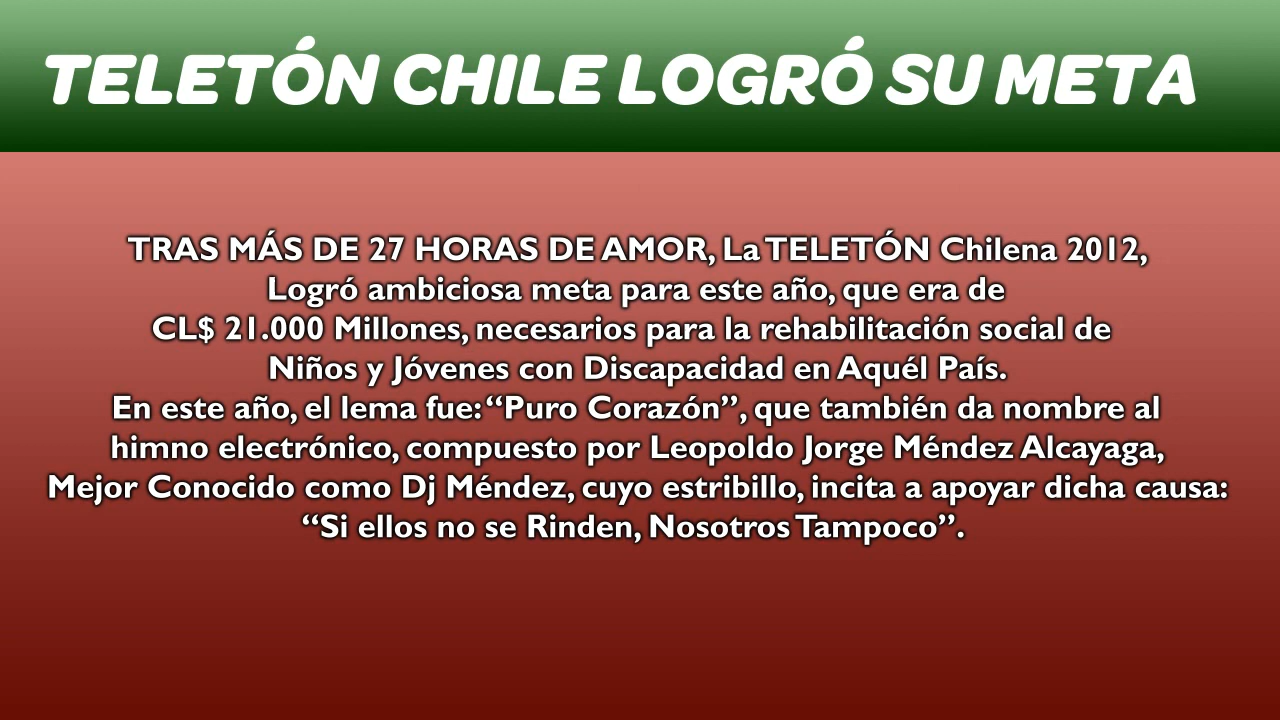 TELETÓN CHILE LOGRÓ SU META
TRAS MÁS DE 27 HORAS DE AMOR, La TELETÓN Chilena 2012,
Logró ambiciosa meta para este año, que era de
CL$ 21.000 Millones, necesarios para la rehabilitación social de
Niños y Jóvenes con Discapacidad en Aquél País.
En este año, el lema fue: “Puro Corazón”, que también da nombre al
himno electrónico, compuesto por Leopoldo Jorge Méndez Alcayaga,
Mejor Conocido como Dj Méndez, cuyo estribillo, incita a apoyar dicha causa:
“Si ellos no se Rinden, Nosotros Tampoco”.